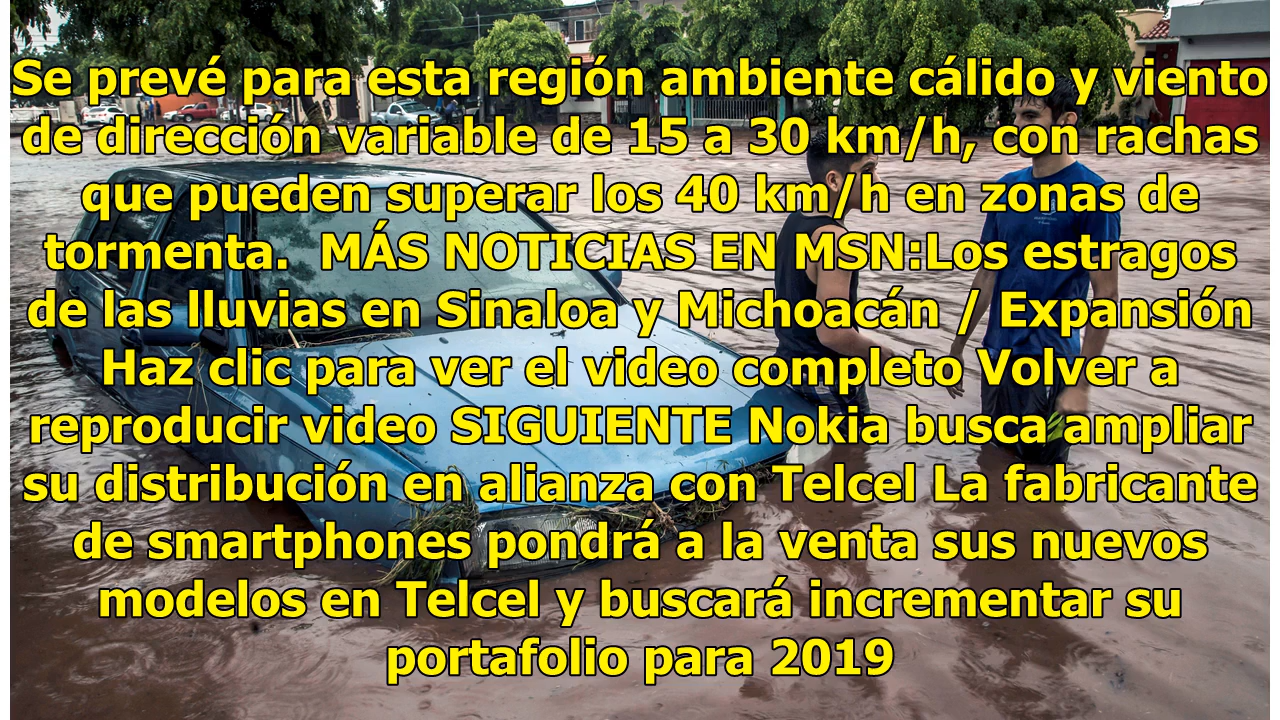 Se prevé para esta región ambiente cálido y viento
de dirección variable de 15 a 30 km/h, con rachas
que pueden superar los 40 km/h en zonas de
tormenta.  MÁS NOTICIAS EN MSN:Los estragos
de las lluvias en Sinaloa y Michoacán / Expansión
Haz clic para ver el video completo Volver a
reproducir video SIGUIENTE Nokia busca ampliar
su distribución en alianza con Telcel La fabricante
de smartphones pondrá a la venta sus nuevos
modelos en Telcel y buscará incrementar su
portafolio para 2019